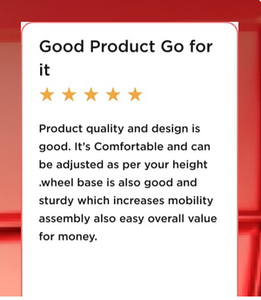 Good Product Go for
it
Product quality and design is
good. It's Comfortable and can
be adjusted as per your height
.wheel base is also good and
sturdy which increases mobility
assembly also easy overall value
for money.